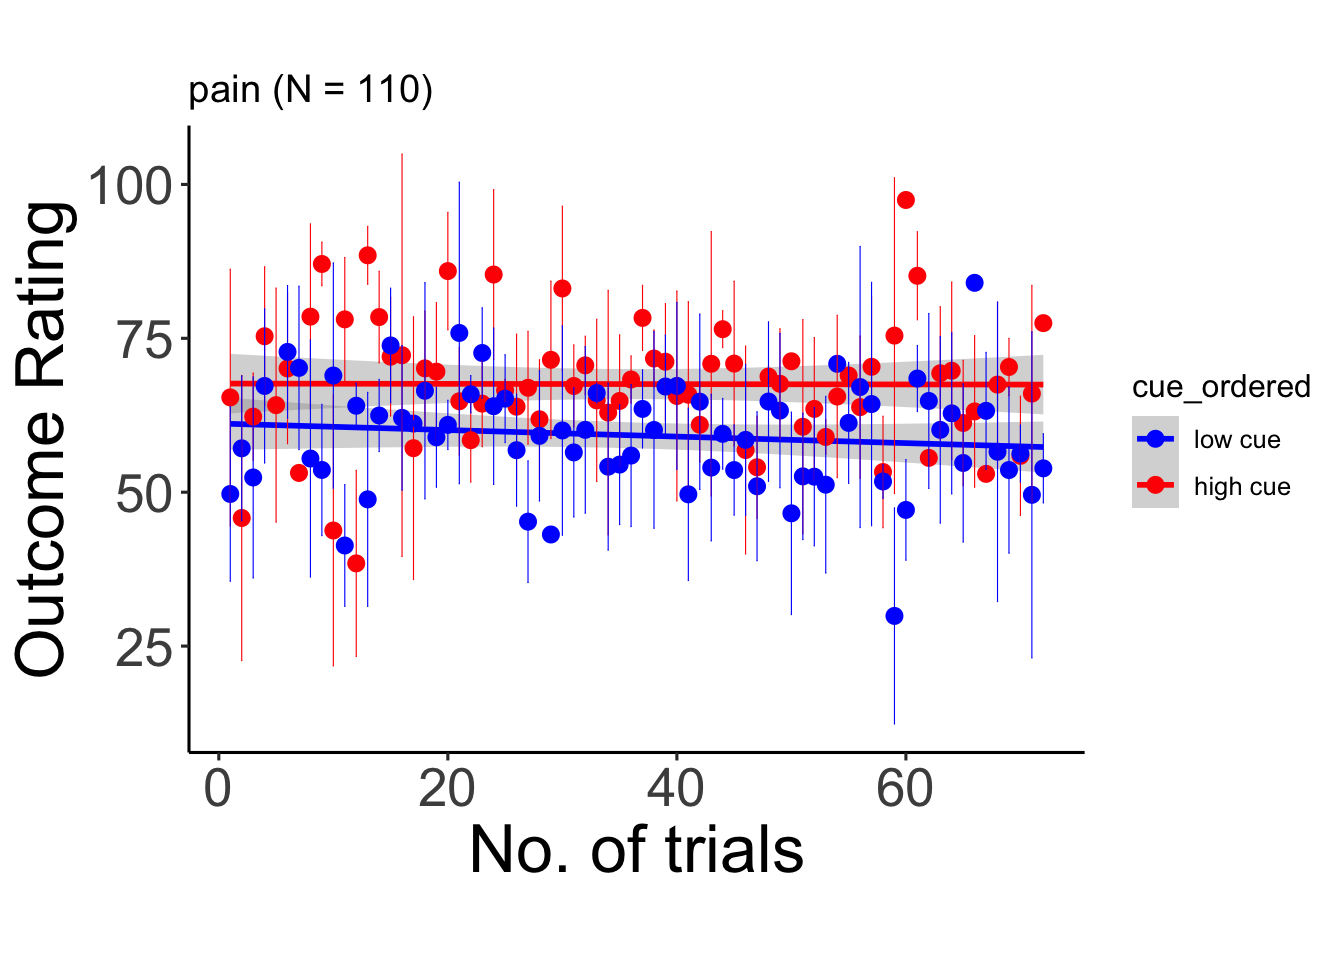 pain (N = 110)
Outcome Rating
100
75
50
25
0 20 40 60
No. of trials
cue_ordered
low cue
high cue